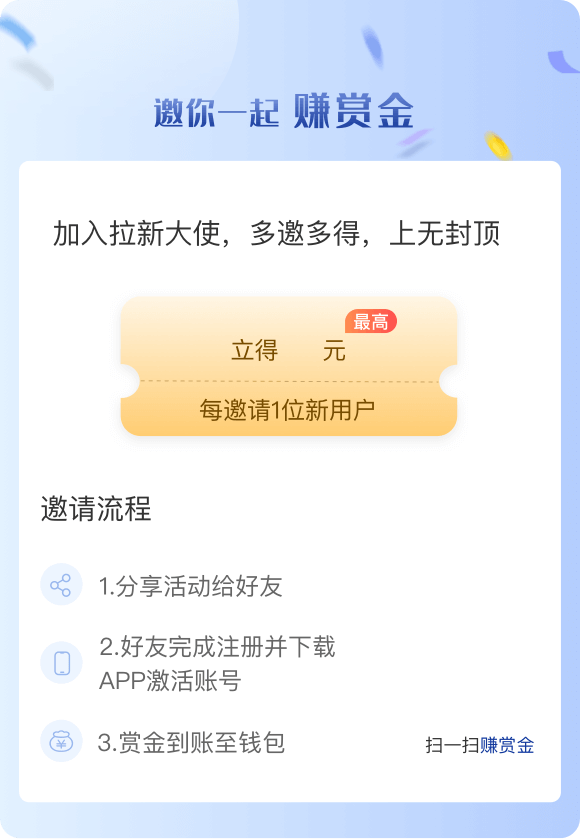 邀你一起 赚赏金
加入拉新大使，多邀多得，上无封顶
最高
立得 元
每邀请1位新用户
邀请流程
1.分享活动给好友
2.好友完成注册并下载
APP激活账号
3.赏金到账至钱包
扫一扫赚赏金